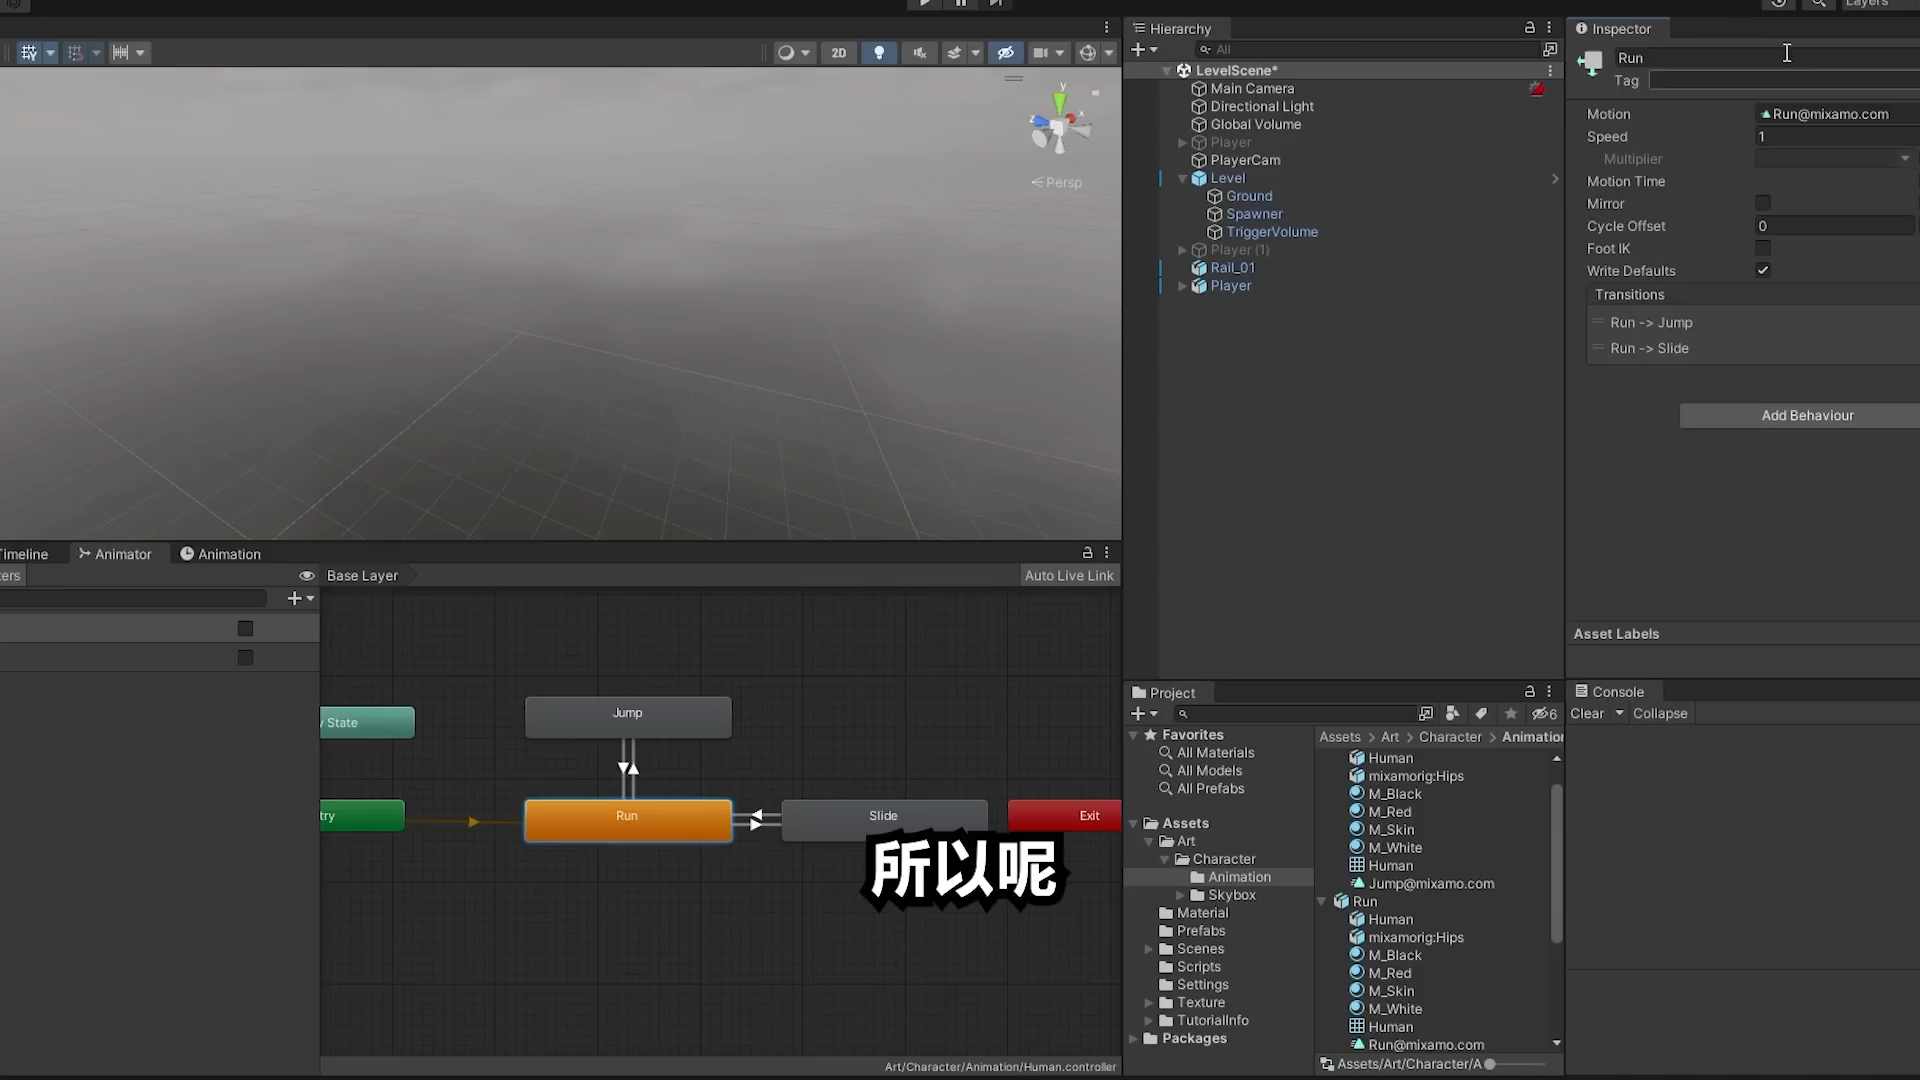 Layers
2D
y
x
z
Persp
Hierarchy
All
LevelScene*
Main Camera
Directional Light
Global Volume
Player
PlayerCam
Level
Ground
Spawner
TriggerVolume
Player (1)
Rail_01
Player
Inspector
Run
Tag
Motion
Run@mixamo.com
Speed
1
Multiplier
Motion Time
Mirror
Cycle Offset
0
Foot IK
Write Defaults
Transitions
Run -> Jump
Run -> Slide
Add Behaviour
Asset Labels
Timeline
Animator
Animation
ers
Base Layer
Auto Live Link
y State
Jump
try
Run
Slide
Exit
所以呢
Art/Character/Animation/Human.controller
Project
6
Favorites
All Materials
All Models
All Prefabs
Assets
Art
Character
Animation
Skybox
Material
Prefabs
Scenes
Scripts
Settings
Texture
TutorialInfo
Packages
Assets > Art > Character > Animation
Human
mixamorig:Hips
M_Black
M_Red
M_Skin
M_White
Human
Jump@mixamo.com
Run
Human
mixamorig:Hips
M_Black
M_Red
M_Skin
M_White
Human
Run@mixamo.com
Assets/Art/Character/A
Console
Clear
Collapse